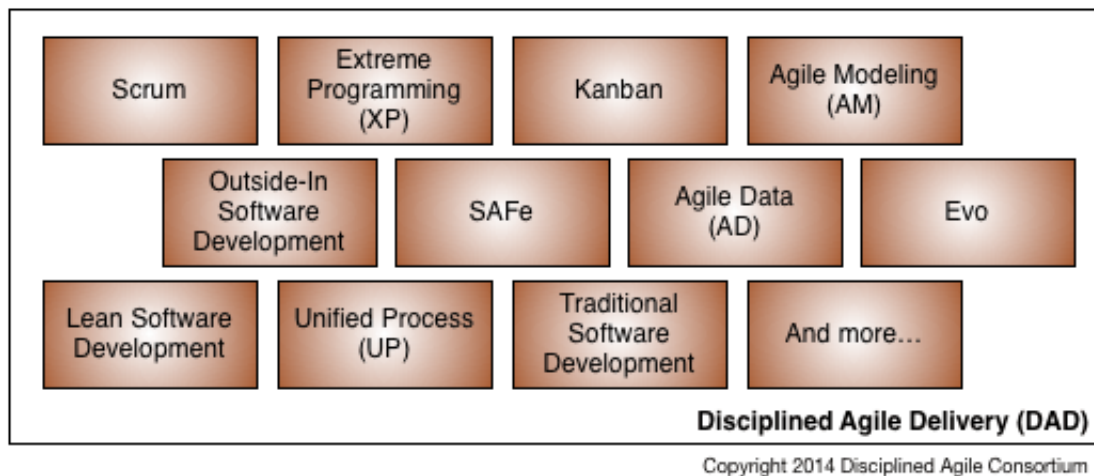 Scrum
Extreme
Programming
(XP)
Kanban
Agile Modeling
(AM)
Outside-In
Software
Development
SAFe
Agile Data
(AD)
Evo
Lean Software
Development
Unified Process
(UP)
Traditional
Software
Development
And more…
Disciplined Agile Delivery (DAD)
Copyright 2014 Disciplined Agile Consortium